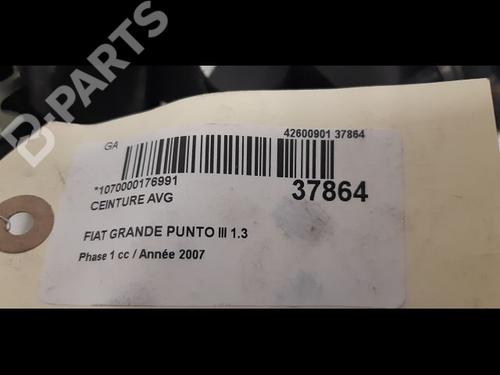 B-PARTS
GA
42600901 37864
*1070000176991
37864
CEINTURE AVG
FIAT GRANDE PUNTO III 1.3
Phase 1 cc / Année 2007